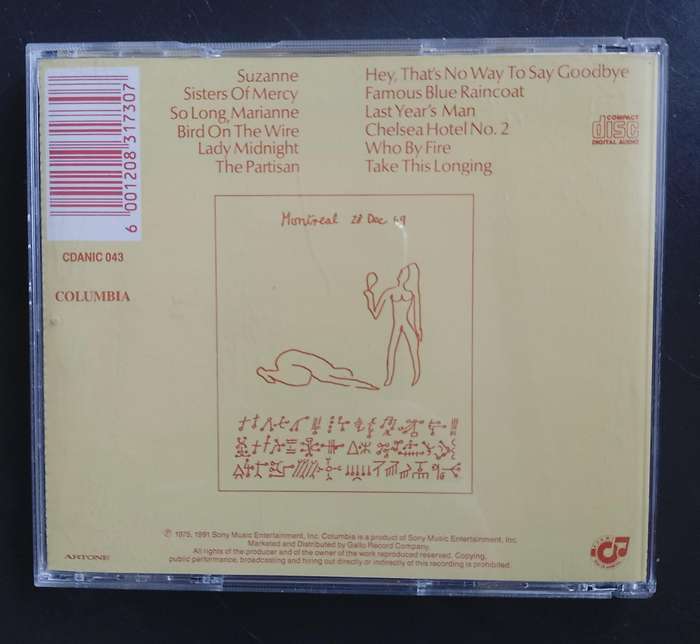 Suzanne
Sisters Of Mercy
So Long, Marianne
Bird On The Wire
Lady Midnight
The Partisan
Hey, That's No Way To Say Goodbye
Famous Blue Raincoat
Last Year's Man
Chelsea Hotel No. 2
Who By Fire
Take This Longing
COMPACT
disc
DIGITAL AUDIO
6 001208 317307
CDANIC 043
COLUMBIA
Montreal 28 Dec 69
℗ 1975, 1991 Sony Music Entertainment, Inc. Columbia is a product of Sony Music Entertainment, Inc.
Marketed and Distributed by Gallo Record Company.
All rights of the producer and of the owner of the work reproduced reserved. Copying,
public performance, broadcasting and hiring out directly or indirectly of this recording is prohibited.
ARTONE